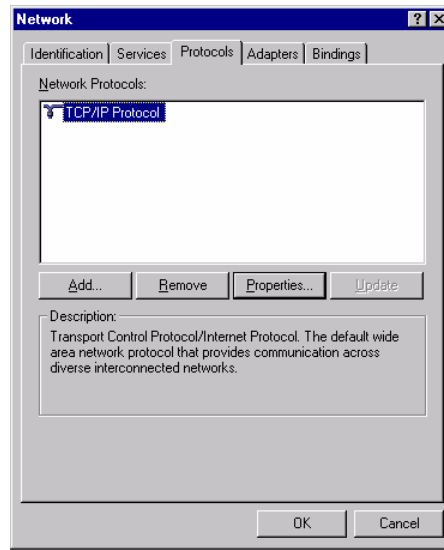 Network
Identification Services Protocols Adapters Bindings
Network Protocols:
TCP/IP Protocol
Add... Remove Properties... Update
Description:
Transport Control Protocol/Internet Protocol. The default wide
area network protocol that provides communication across
diverse interconnected networks.
OK Cancel